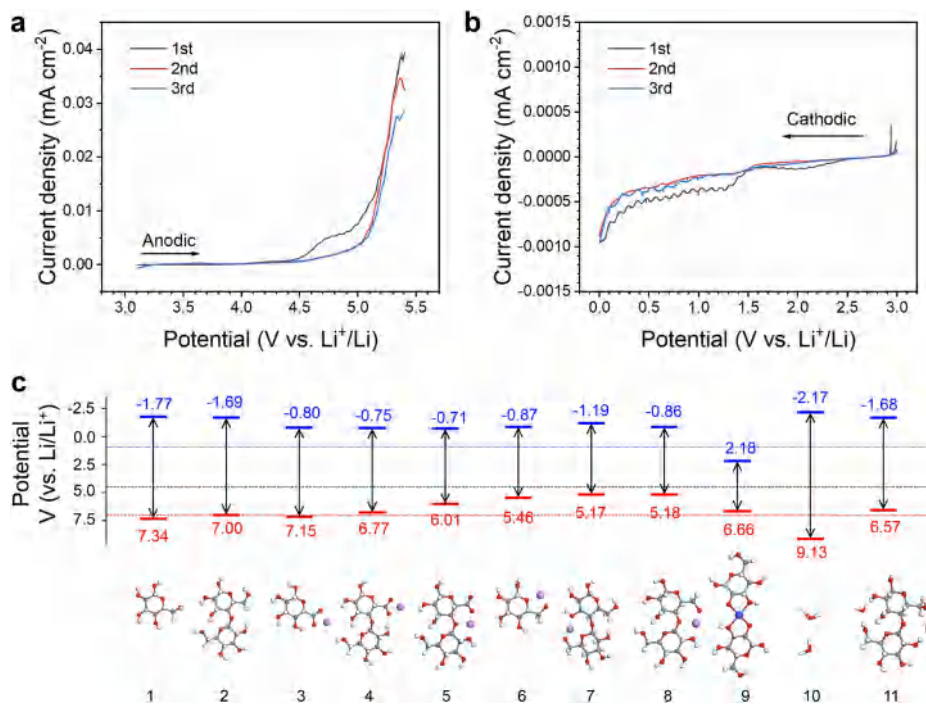 a
0.04
0.03
0.02
0.01
0.00
Current density (mA cm⁻²)
1st
2nd
3rd
Anodic
3.0 3.5 4.0 4.5 5.0 5.5
Potential (V vs. Li⁺/Li)
b
0.0015
0.0010
0.0005
0.0000
-0.0005
-0.0010
-0.0015
Current density (mA cm⁻²)
1st
2nd
3rd
Cathodic
0.0 0.5 1.0 1.5 2.0 2.5 3.0
Potential (V vs. Li⁺/Li)
c
Potential
V (vs. Li/Li⁺)
-2.5
0.0
2.5
5.0
7.5
-1.77 -1.69 -0.80 -0.75 -0.71 -0.87 -1.19 -0.86 2.18 -2.17 -1.68
7.34 7.00 7.15 6.77 6.01 5.46 5.17 5.18 6.66 9.13 6.57
1 2 3 4 5 6 7 8 9 10 11